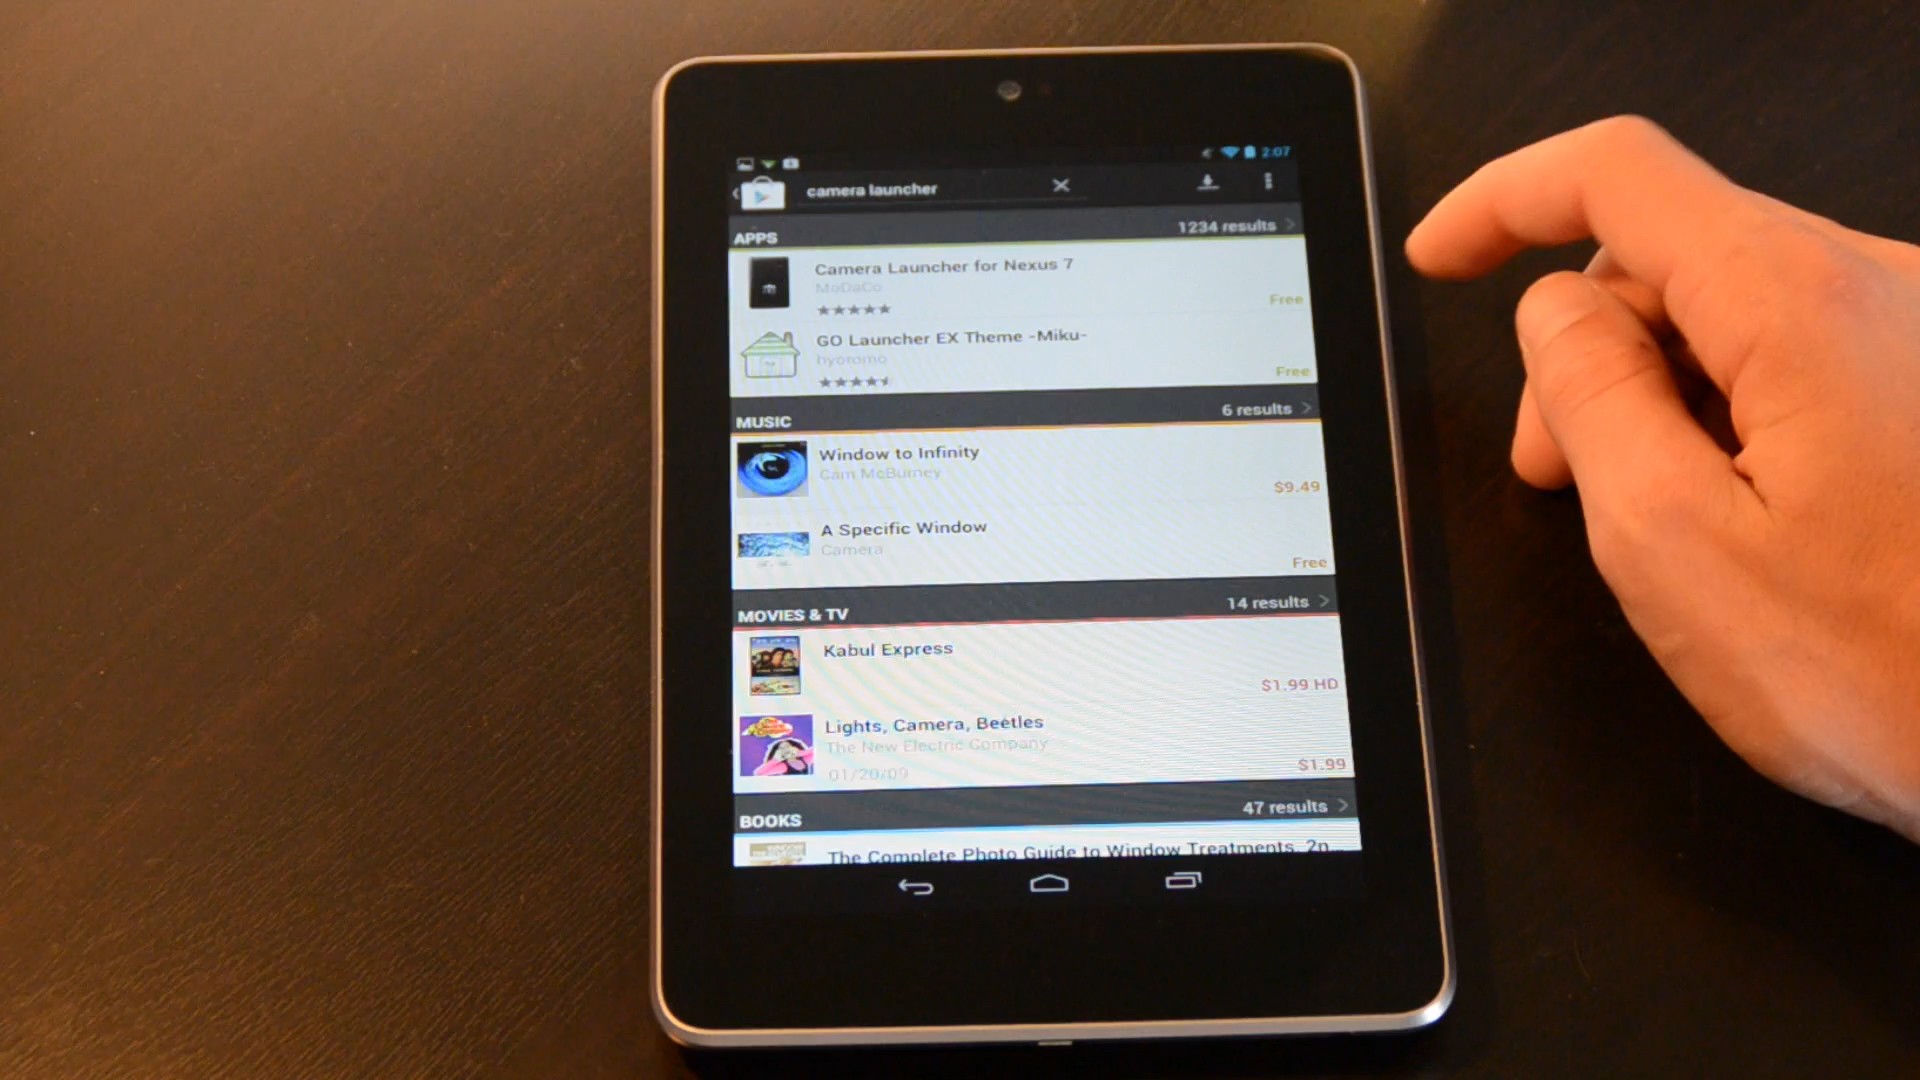 2:07
camera launcher
APPS
1234 results
Camera Launcher for Nexus 7
MoDaCo
Free
GO Launcher EX Theme -Miku-
hyoromo
Free
MUSIC
6 results
Window to Infinity
Cam McBurney
$9.49
A Specific Window
Camera
Free
MOVIES & TV
14 results
Kabul Express
$1.99 HD
Lights, Camera, Beetles
The New Electric Company
01/20/09
$1.99
BOOKS
47 results
The Complete Photo Guide to Window Treatments, 2n...